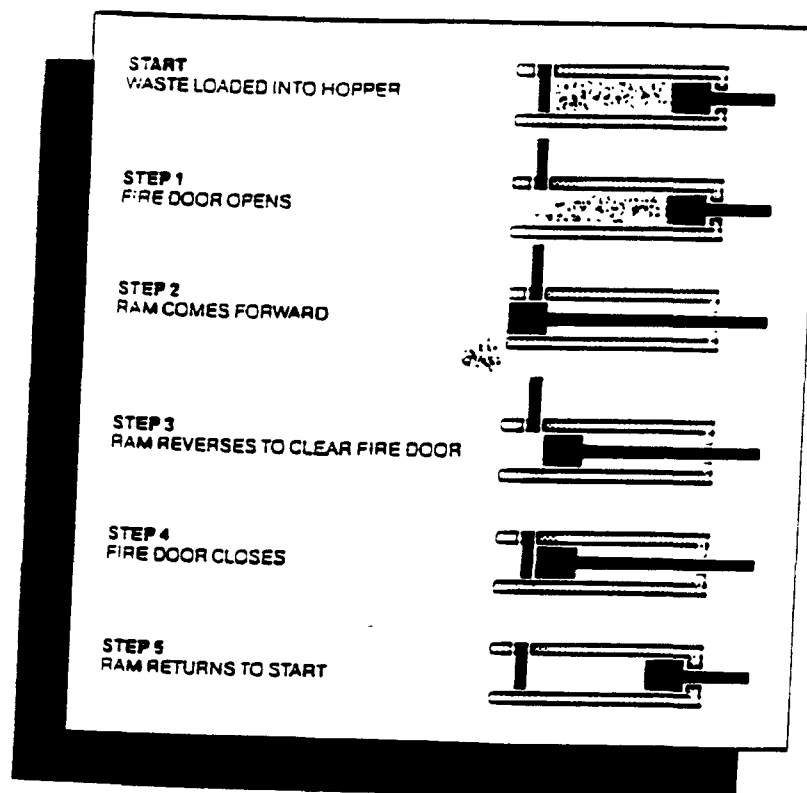 START
WASTE LOADED INTO HOPPER
STEP 1
FIRE DOOR OPENS
STEP 2
RAM COMES FORWARD
STEP 3
RAM REVERSES TO CLEAR FIRE DOOR
STEP 4
FIRE DOOR CLOSES
STEP 5
RAM RETURNS TO START